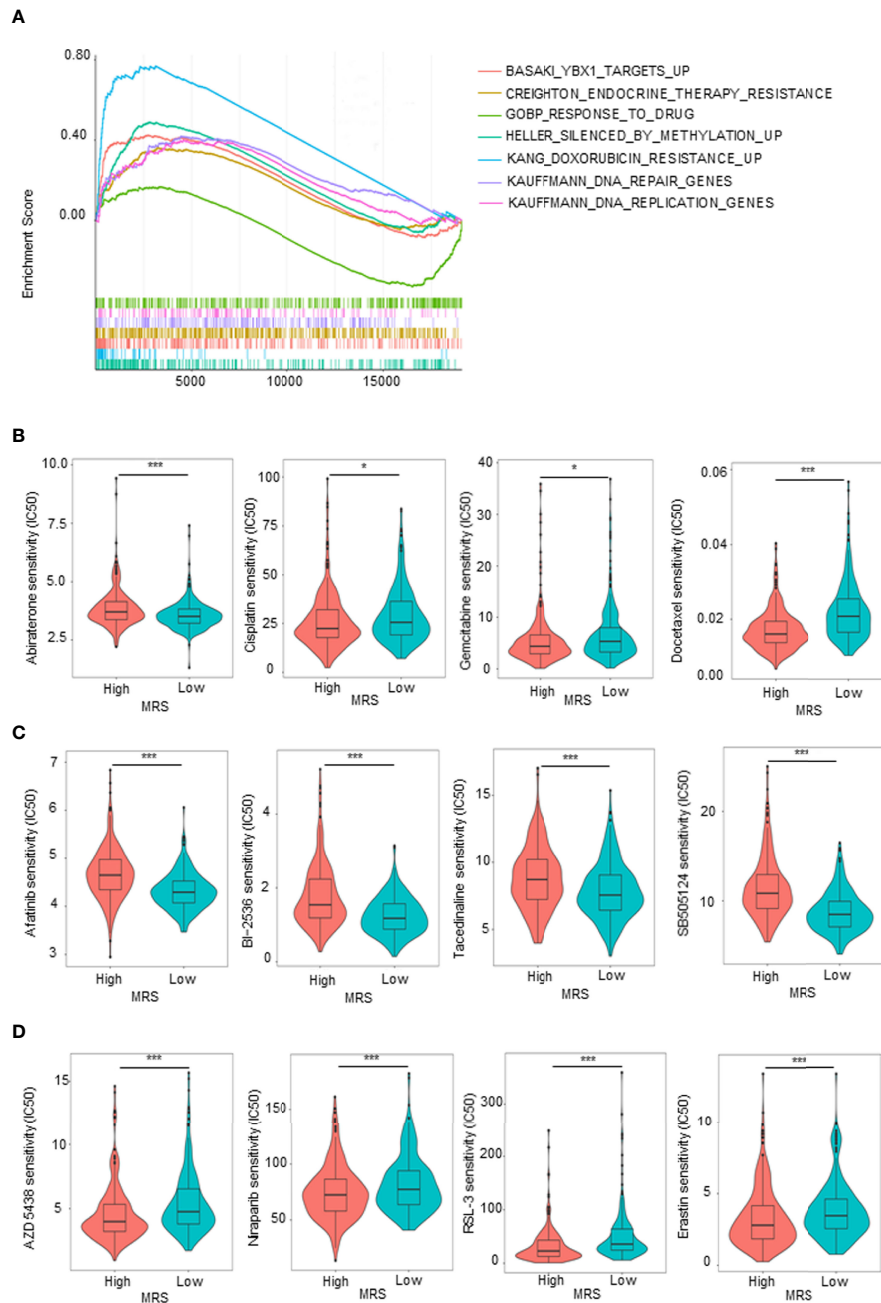 A
0.80
0.40
0.00
Enrichment Score
5000 10000 15000
BASAKI_YBX1_TARGETS_UP
CREIGHTON_ENDOCRINE_THERAPY_RESISTANCE
GOBP_RESPONSE_TO_DRUG
HELLER_SILENCED_BY_METHYLATION_UP
KANG_DOXORUBICIN_RESISTANCE_UP
KAUFFMANN_DNA_REPAIR_GENES
KAUFFMANN_DNA_REPLICATION_GENES
B
Abiraterone sensitivity (IC50)
10.0
7.5
5.0
2.5
***
High Low
MRS
Cisplatin sensitivity (IC50)
100
75
50
25
0
*
High Low
MRS
Gemcitabine sensitivity (IC50)
40
30
20
10
0
*
High Low
MRS
Docetaxel sensitivity (IC50)
0.06
0.04
0.02
0.00
***
High Low
MRS
C
Afatinib sensitivity (IC50)
7
6
5
4
3
***
High Low
MRS
BI-2536 sensitivity (IC50)
4
2
0
***
High Low
MRS
Tacedinaline sensitivity (IC50)
15
10
5
***
High Low
MRS
SB505124 sensitivity (IC50)
20
10
***
High Low
MRS
D
AZD 5438 sensitivity (IC50)
15
10
5
***
High Low
MRS
Niraparib sensitivity (IC50)
150
100
50
***
High Low
MRS
RSL-3 sensitivity (IC50)
300
200
100
0
***
High Low
MRS
Erastin sensitivity (IC50)
10
5
0
***
High Low
MRS